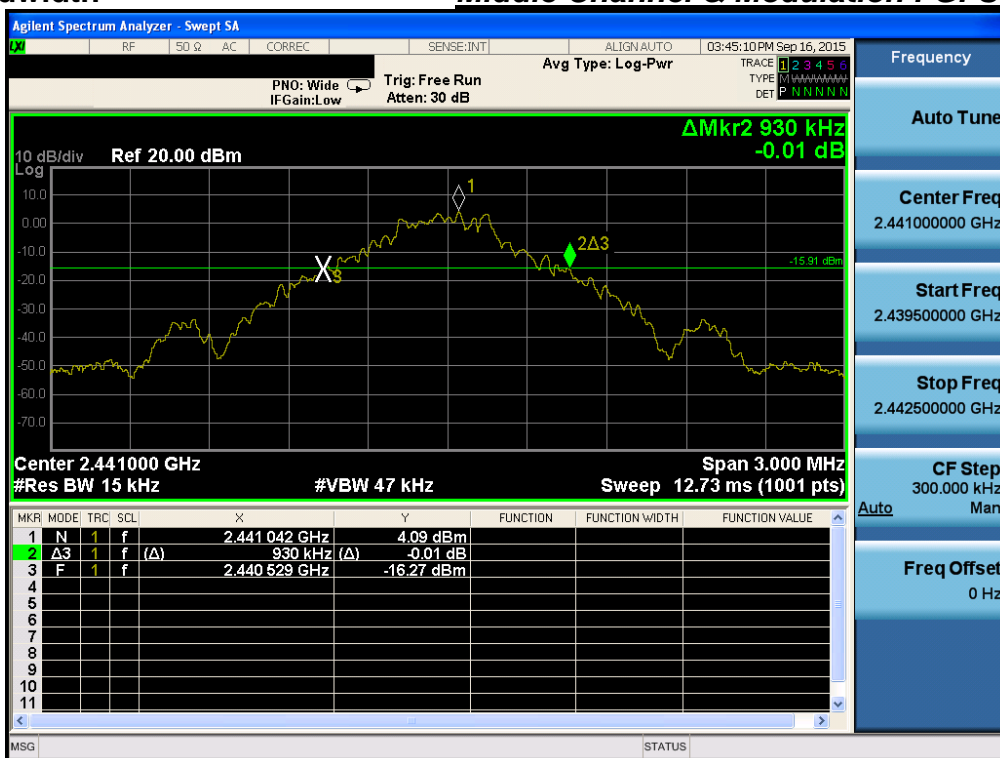 Agilent Spectrum Analyzer - Swept SA
LXI RF 50 Ω AC CORREC SENSE:INT ALIGN AUTO 03:45:10 PM Sep 16, 2015
Avg Type: Log-Pwr TRACE 1 2 3 4 5 6
PNO: Wide Trig: Free Run TYPE M WWWWW
IFGain:Low Atten: 30 dB DET P N N N N N
ΔMkr2 930 kHz
-0.01 dB
10 dB/div Ref 20.00 dBm
Log
10.0
0.00
-10.0
-20.0
-30.0
-40.0
-50.0
-60.0
-70.0
1
2Δ3
3
-15.91 dBm
Center 2.441000 GHz Span 3.000 MHz
#Res BW 15 kHz #VBW 47 kHz Sweep 12.73 ms (1001 pts)
MKR MODE TRC SCL X Y FUNCTION FUNCTION WIDTH FUNCTION VALUE
1 N 1 f 2.441 042 GHz 4.09 dBm
2 Δ3 1 f (Δ) 930 kHz (Δ) -0.01 dB
3 F 1 f 2.440 529 GHz -16.27 dBm
4
5
6
7
8
9
10
11
MSG STATUS
Frequency
Auto Tune
Center Freq
2.441000000 GHz
Start Freq
2.439500000 GHz
Stop Freq
2.442500000 GHz
CF Step
300.000 kHz
Auto Man
Freq Offset
0 Hz